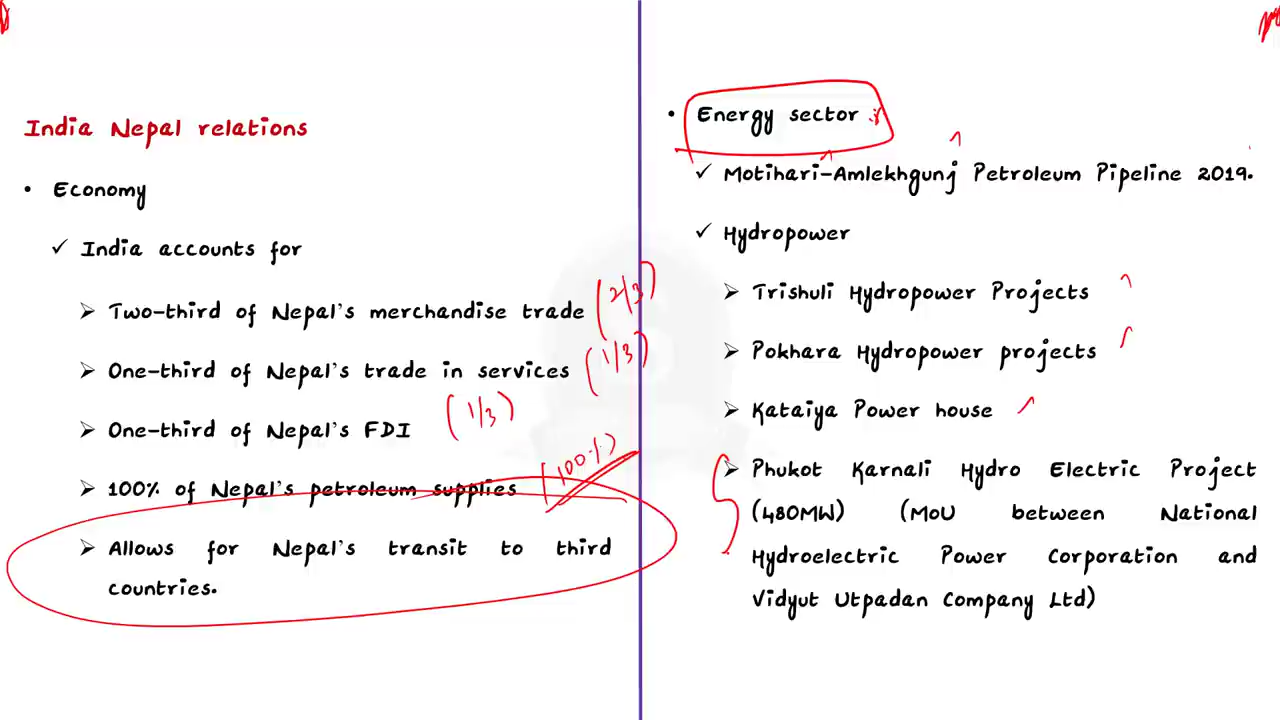 India Nepal relations
• Economy
✓ India accounts for
➢ Two-third of Nepal's merchandise trade (2/3)
➢ One-third of Nepal's trade in services (1/3)
➢ One-third of Nepal's FDI (1/3)
➢ 100% of Nepal's petroleum supplies (100%)
➢ Allows for Nepal's transit to third
countries.
• Energy sector
✓ Motihari-Amlekhgunj Petroleum Pipeline 2019.
✓ Hydropower
➢ Trishuli Hydropower Projects
➢ Pokhara Hydropower projects
➢ Kataiya Power house
➢ Phukot Karnali Hydro Electric Project
(480MW) (MoU between National
Hydroelectric Power Corporation and
Vidyut Utpadan Company Ltd)